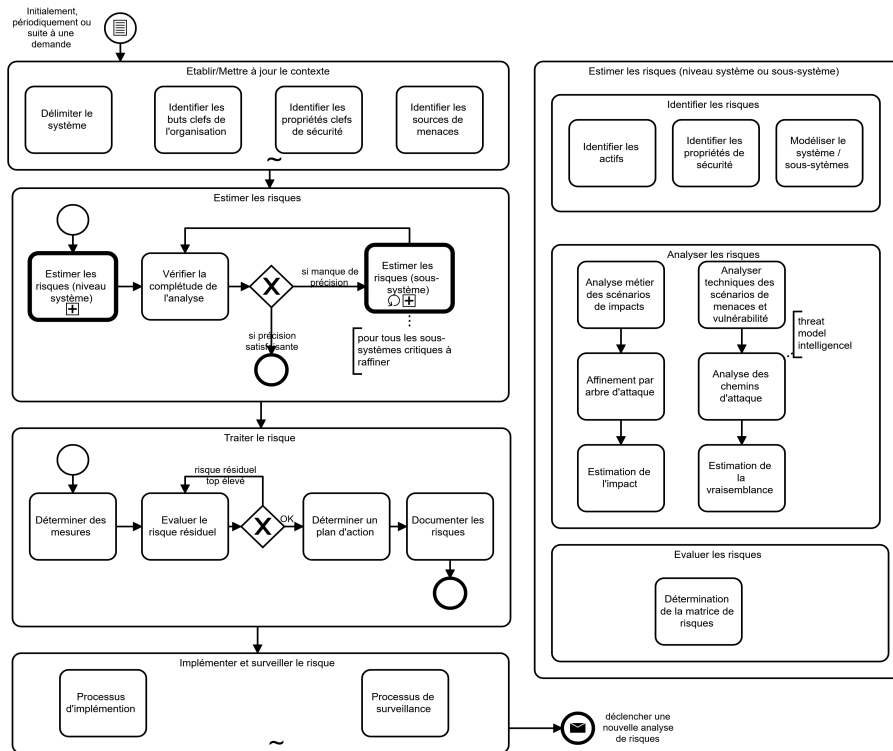 Initialement,
périodiquement ou
suite à une
demande
Etablir/Mettre à jour le contexte
Délimiter le
système
Identifier les
buts clefs de
l'organisation
Identifier les
propriétés clefs
de sécurité
Identifier les
sources de
menaces
~
Estimer les risques
Estimer les
risques (niveau
système)
Vérifier la
complétude de
l'analyse
si manque de
précision
Estimer les
risques (sous-
système)
si précision
satisfaisante
pour tous les sous-
systèmes critiques à
raffiner
Traiter le risque
risque résiduel
top élevé
Déterminer des
mesures
Evaluer le
risque résiduel
OK
Déterminer un
plan d'action
Documenter les
risques
Implémenter et surveiller le risque
Processus
d'implémention
Processus de
surveillance
~
déclencher une
nouvelle analyse
de risques
Estimer les risques (niveau système ou sous-système)
Identifier les risques
Identifier les
actifs
Identifier les
propriétés de
sécurité
Modéliser le
système /
sous-sytèmes
Analyser les risques
Analyse métier
des scénarios
de impacts
Analyser
techniques des
scénarios de
menaces et
vulnérabilité
threat
model
intelligencel
Affinement par
arbre d'attaque
Analyse des
chemins
d'attaque
Estimation de
l'impact
Estimation de
la
vraisemblance
Evaluer les risques
Détermination
de la matrice de
risques